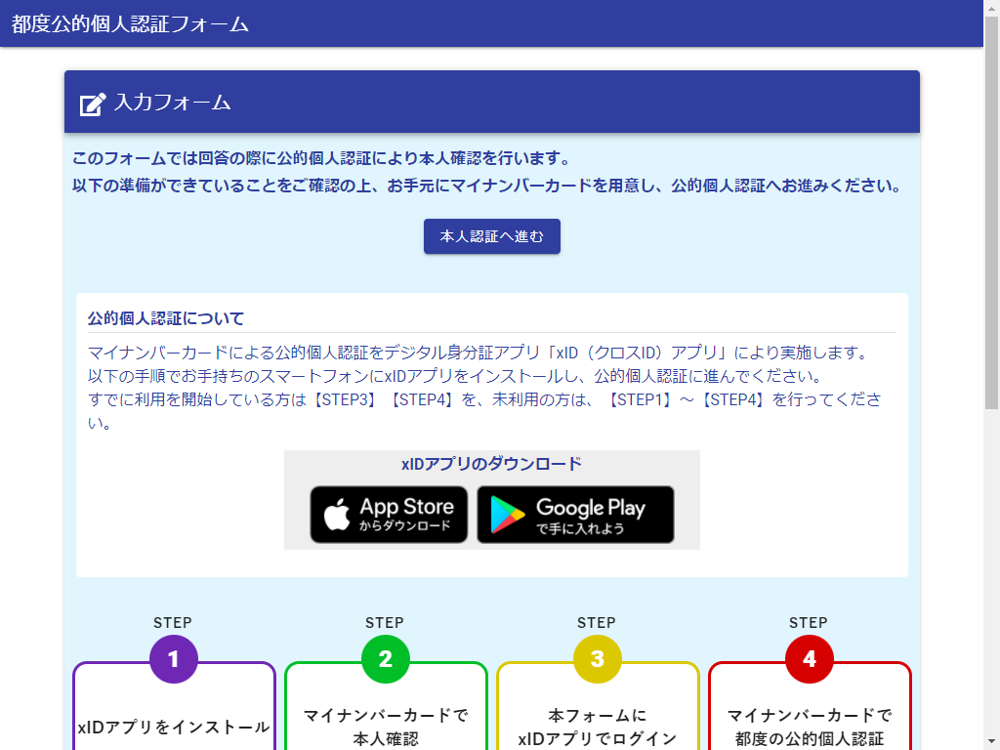 都度公的個人認証フォーム
入力フォーム
このフォームでは回答の際に公的個人認証により本人確認を行います。
以下の準備ができていることをご確認の上、お手元にマイナンバーカードを用意し、公的個人認証へお進みください。
本人認証へ進む
公的個人認証について
マイナンバーカードによる公的個人認証をデジタル身分証アプリ「xID（クロスID）アプリ」により実施します。
以下の手順でお手持ちのスマートフォンにxIDアプリをインストールし、公的個人認証に進んでください。
すでに利用を開始している方は【STEP3】【STEP4】を、未利用の方は、【STEP1】～【STEP4】を行ってくださ
い。
xIDアプリのダウンロード
App Store
からダウンロード
Google Play
で手に入れよう
STEP
1
xIDアプリをインストール
STEP
2
マイナンバーカードで
本人確認
STEP
3
本フォームに
xIDアプリでログイン
STEP
4
マイナンバーカードで
都度の公的個人認証